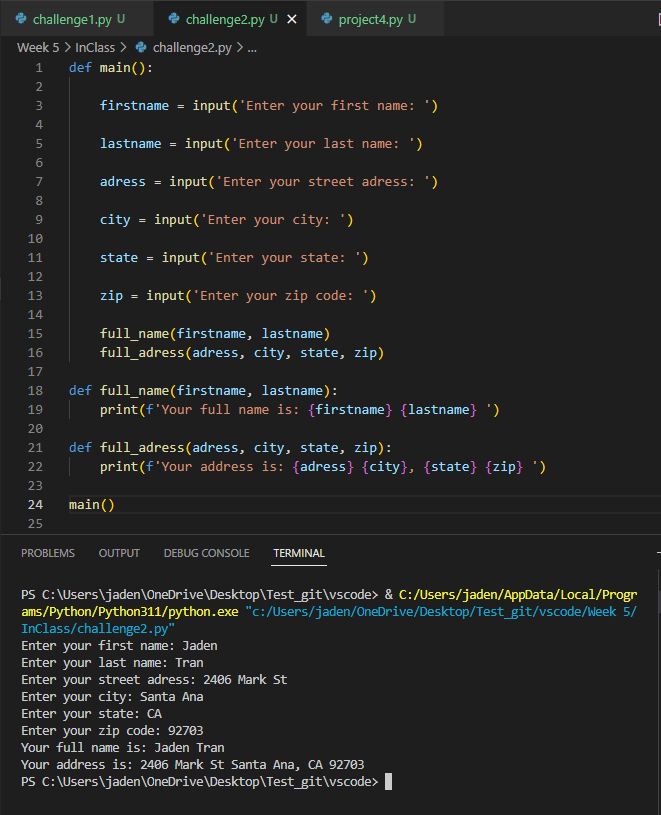 challenge1.py U challenge2.py U × project4.py U
Week 5 > InClass > challenge2.py > ...
1 def main():
2
3 firstname = input('Enter your first name: ')
4
5 lastname = input('Enter your last name: ')
6
7 adress = input('Enter your street adress: ')
8
9 city = input('Enter your city: ')
10
11 state = input('Enter your state: ')
12
13 zip = input('Enter your zip code: ')
14
15 full_name(firstname, lastname)
16 full_adress(adress, city, state, zip)
17
18 def full_name(firstname, lastname):
19 print(f'Your full name is: {firstname} {lastname} ')
20
21 def full_adress(adress, city, state, zip):
22 print(f'Your address is: {adress} {city}, {state} {zip} ')
23
24 main()
25
PROBLEMS OUTPUT DEBUG CONSOLE TERMINAL
PS C:\Users\jaden\OneDrive\Desktop\Test_git\vscode> & C:/Users/jaden/AppData/Local/Progr
ams/Python/Python311/python.exe "c:/Users/jaden/OneDrive/Desktop/Test_git/vscode/Week 5/
InClass/challenge2.py"
Enter your first name: Jaden
Enter your last name: Tran
Enter your street adress: 2406 Mark St
Enter your city: Santa Ana
Enter your state: CA
Enter your zip code: 92703
Your full name is: Jaden Tran
Your address is: 2406 Mark St Santa Ana, CA 92703
PS C:\Users\jaden\OneDrive\Desktop\Test_git\vscode>